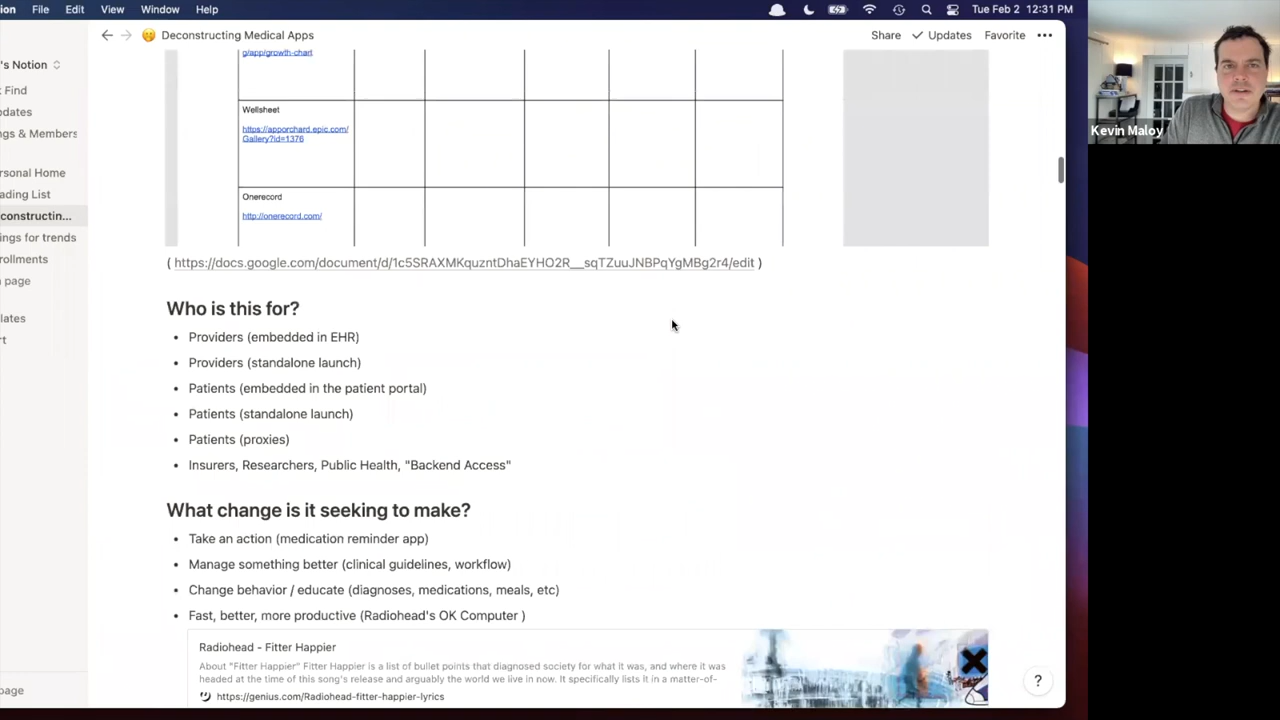 ion File Edit View Window Help Tue Feb 2 12:31 PM
Deconstructing Medical Apps Share Updates Favorite
's Notion
Find
dates
ngs & Members
rsonal Home
ading List
constructin...
ings for trends
rollments
page
lates
rt
page
g/app/growth-chart
Wellsheet
https://apporchard.epic.com/
Gallery?id=1376
Onerecord
http://onerecord.com/
( https://docs.google.com/document/d/1c5SRAXMKquzntDhaEYHO2R__sqTZuuJNBPqYgMBg2r4/edit )
Who is this for?
• Providers (embedded in EHR)
• Providers (standalone launch)
• Patients (embedded in the patient portal)
• Patients (standalone launch)
• Patients (proxies)
• Insurers, Researchers, Public Health, "Backend Access"
What change is it seeking to make?
• Take an action (medication reminder app)
• Manage something better (clinical guidelines, workflow)
• Change behavior / educate (diagnoses, medications, meals, etc)
• Fast, better, more productive (Radiohead's OK Computer )
Radiohead - Fitter Happier
About "Fitter Happier" Fitter Happier is a list of bullet points that diagnosed society for what it was, and where it was
headed at the time of this song's release and arguably the world we live in now. It specifically lists it in a matter-of-
https://genius.com/Radiohead-fitter-happier-lyrics
?
Kevin Maloy